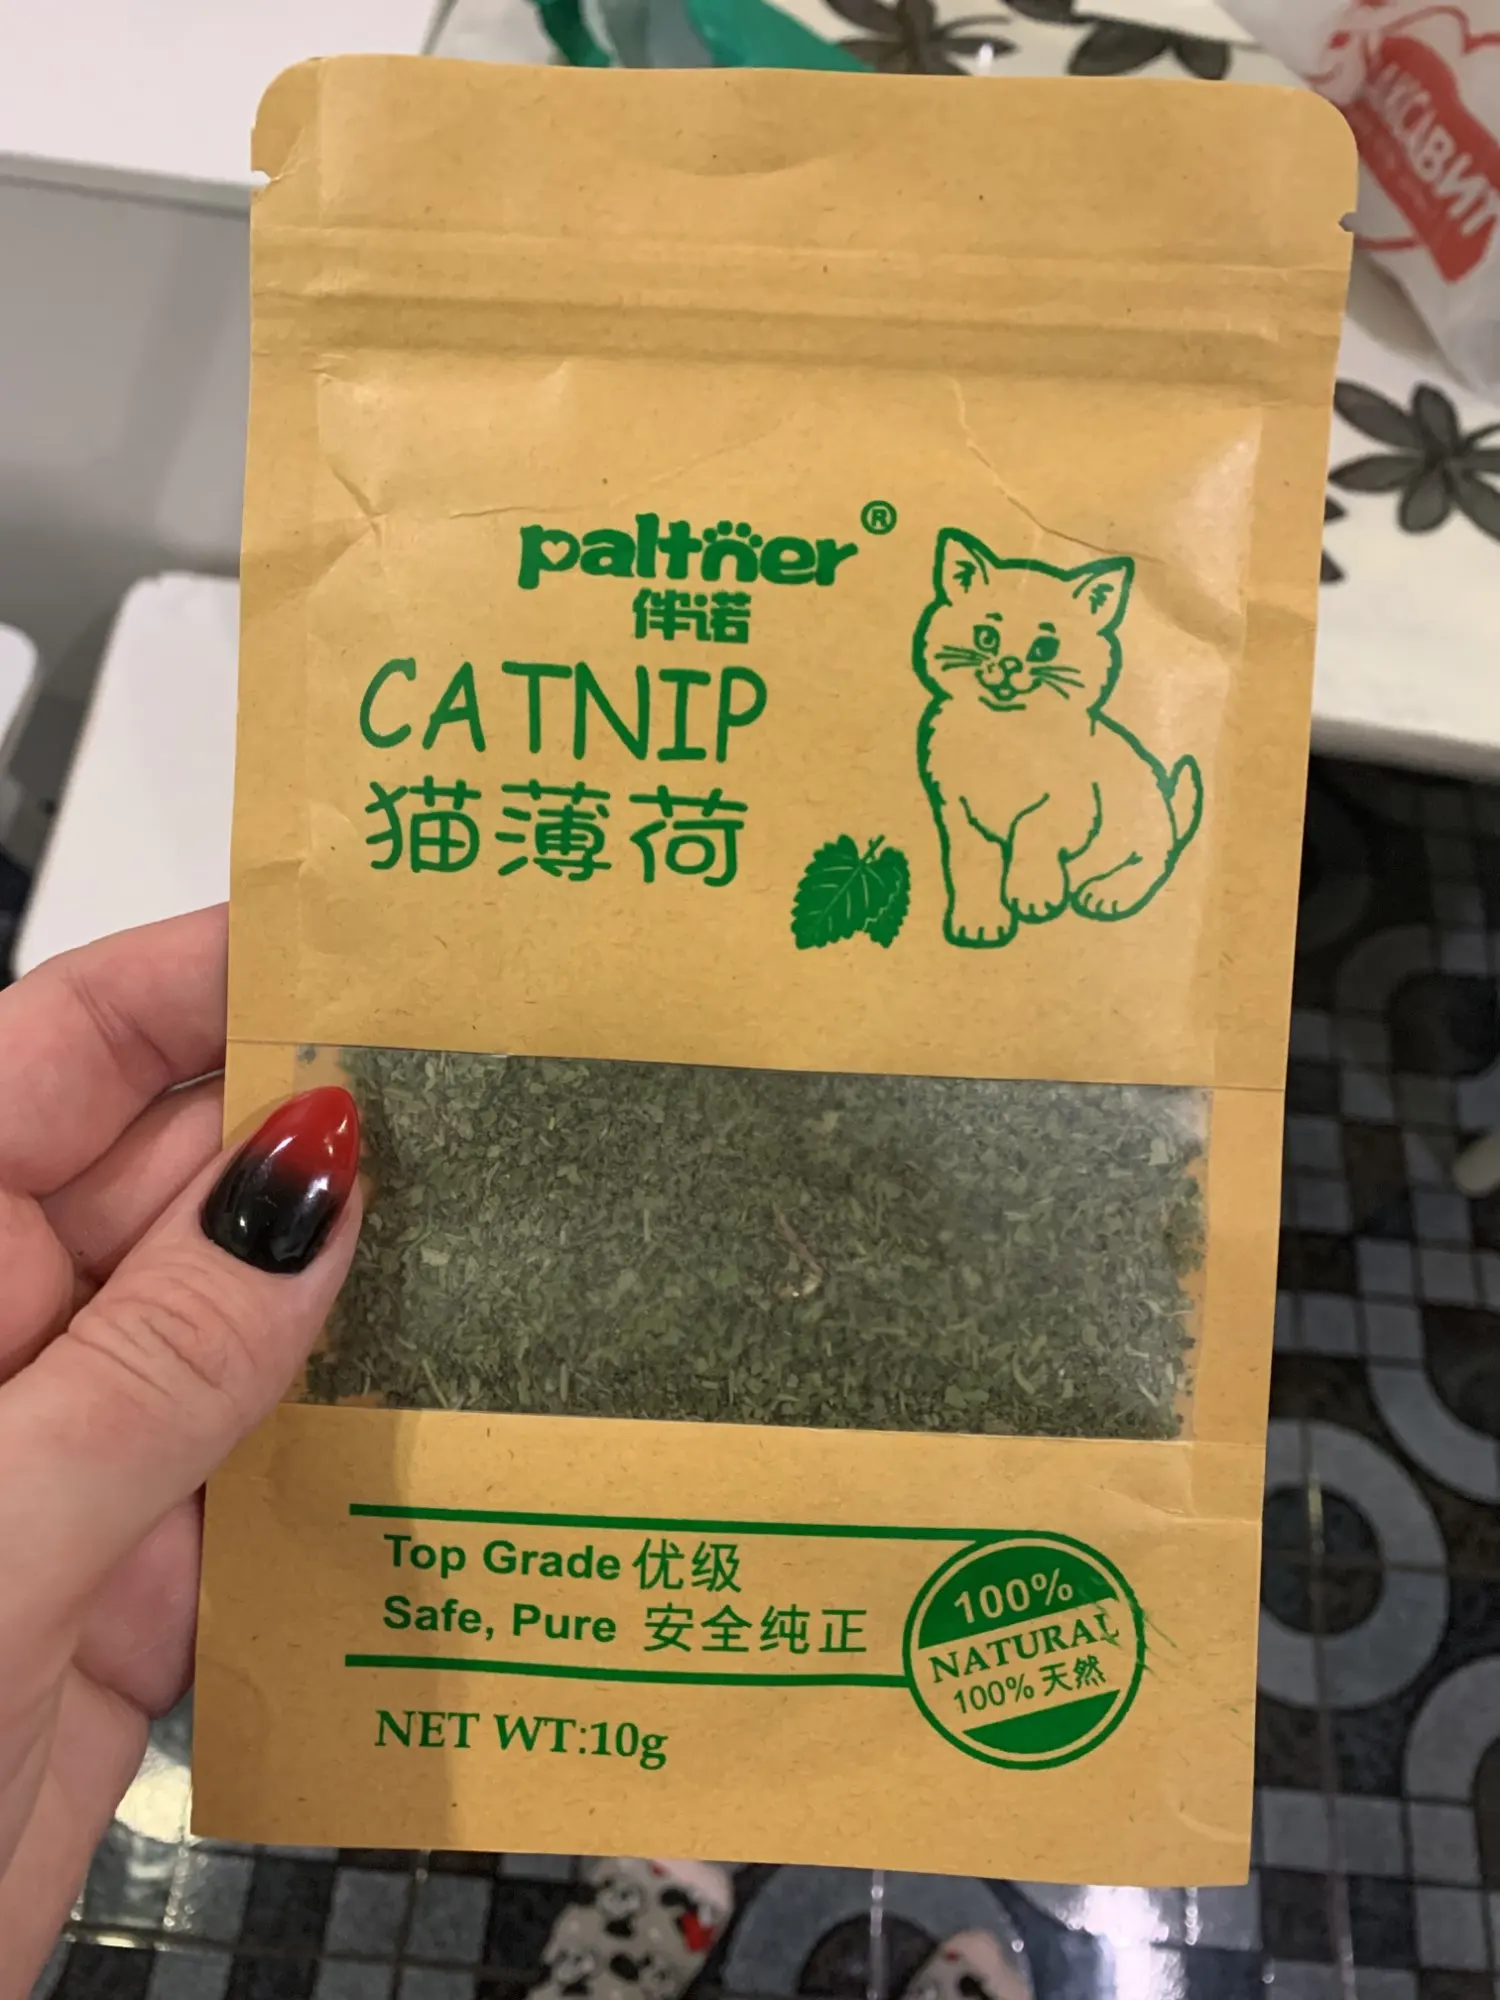 paltner®
伴诺
CATNIP
猫薄荷
Top Grade 优级
Safe, Pure 安全纯正
100%
NATURAL
100% 天然
NET WT:10g